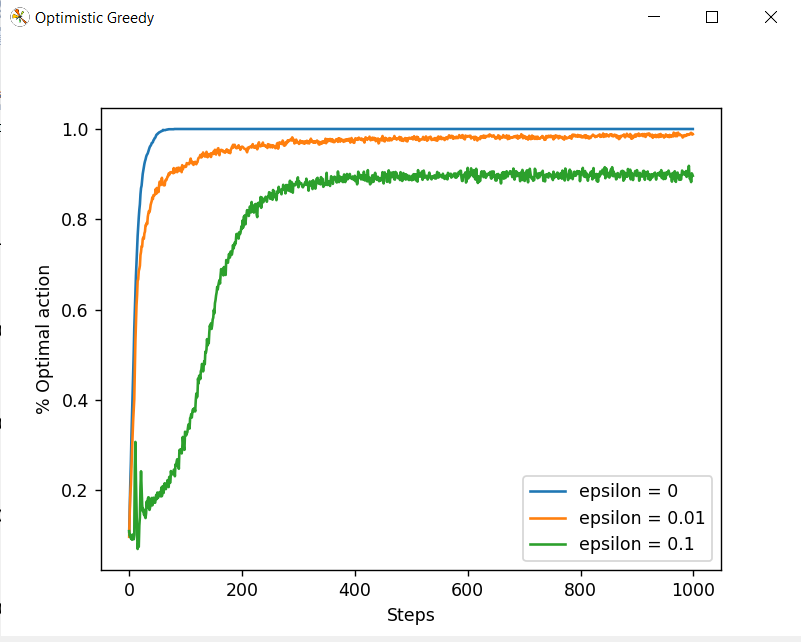 Optimistic Greedy
1.0
0.8
0.6
0.4
0.2
% Optimal action
0 200 400 600 800 1000
Steps
epsilon = 0
epsilon = 0.01
epsilon = 0.1